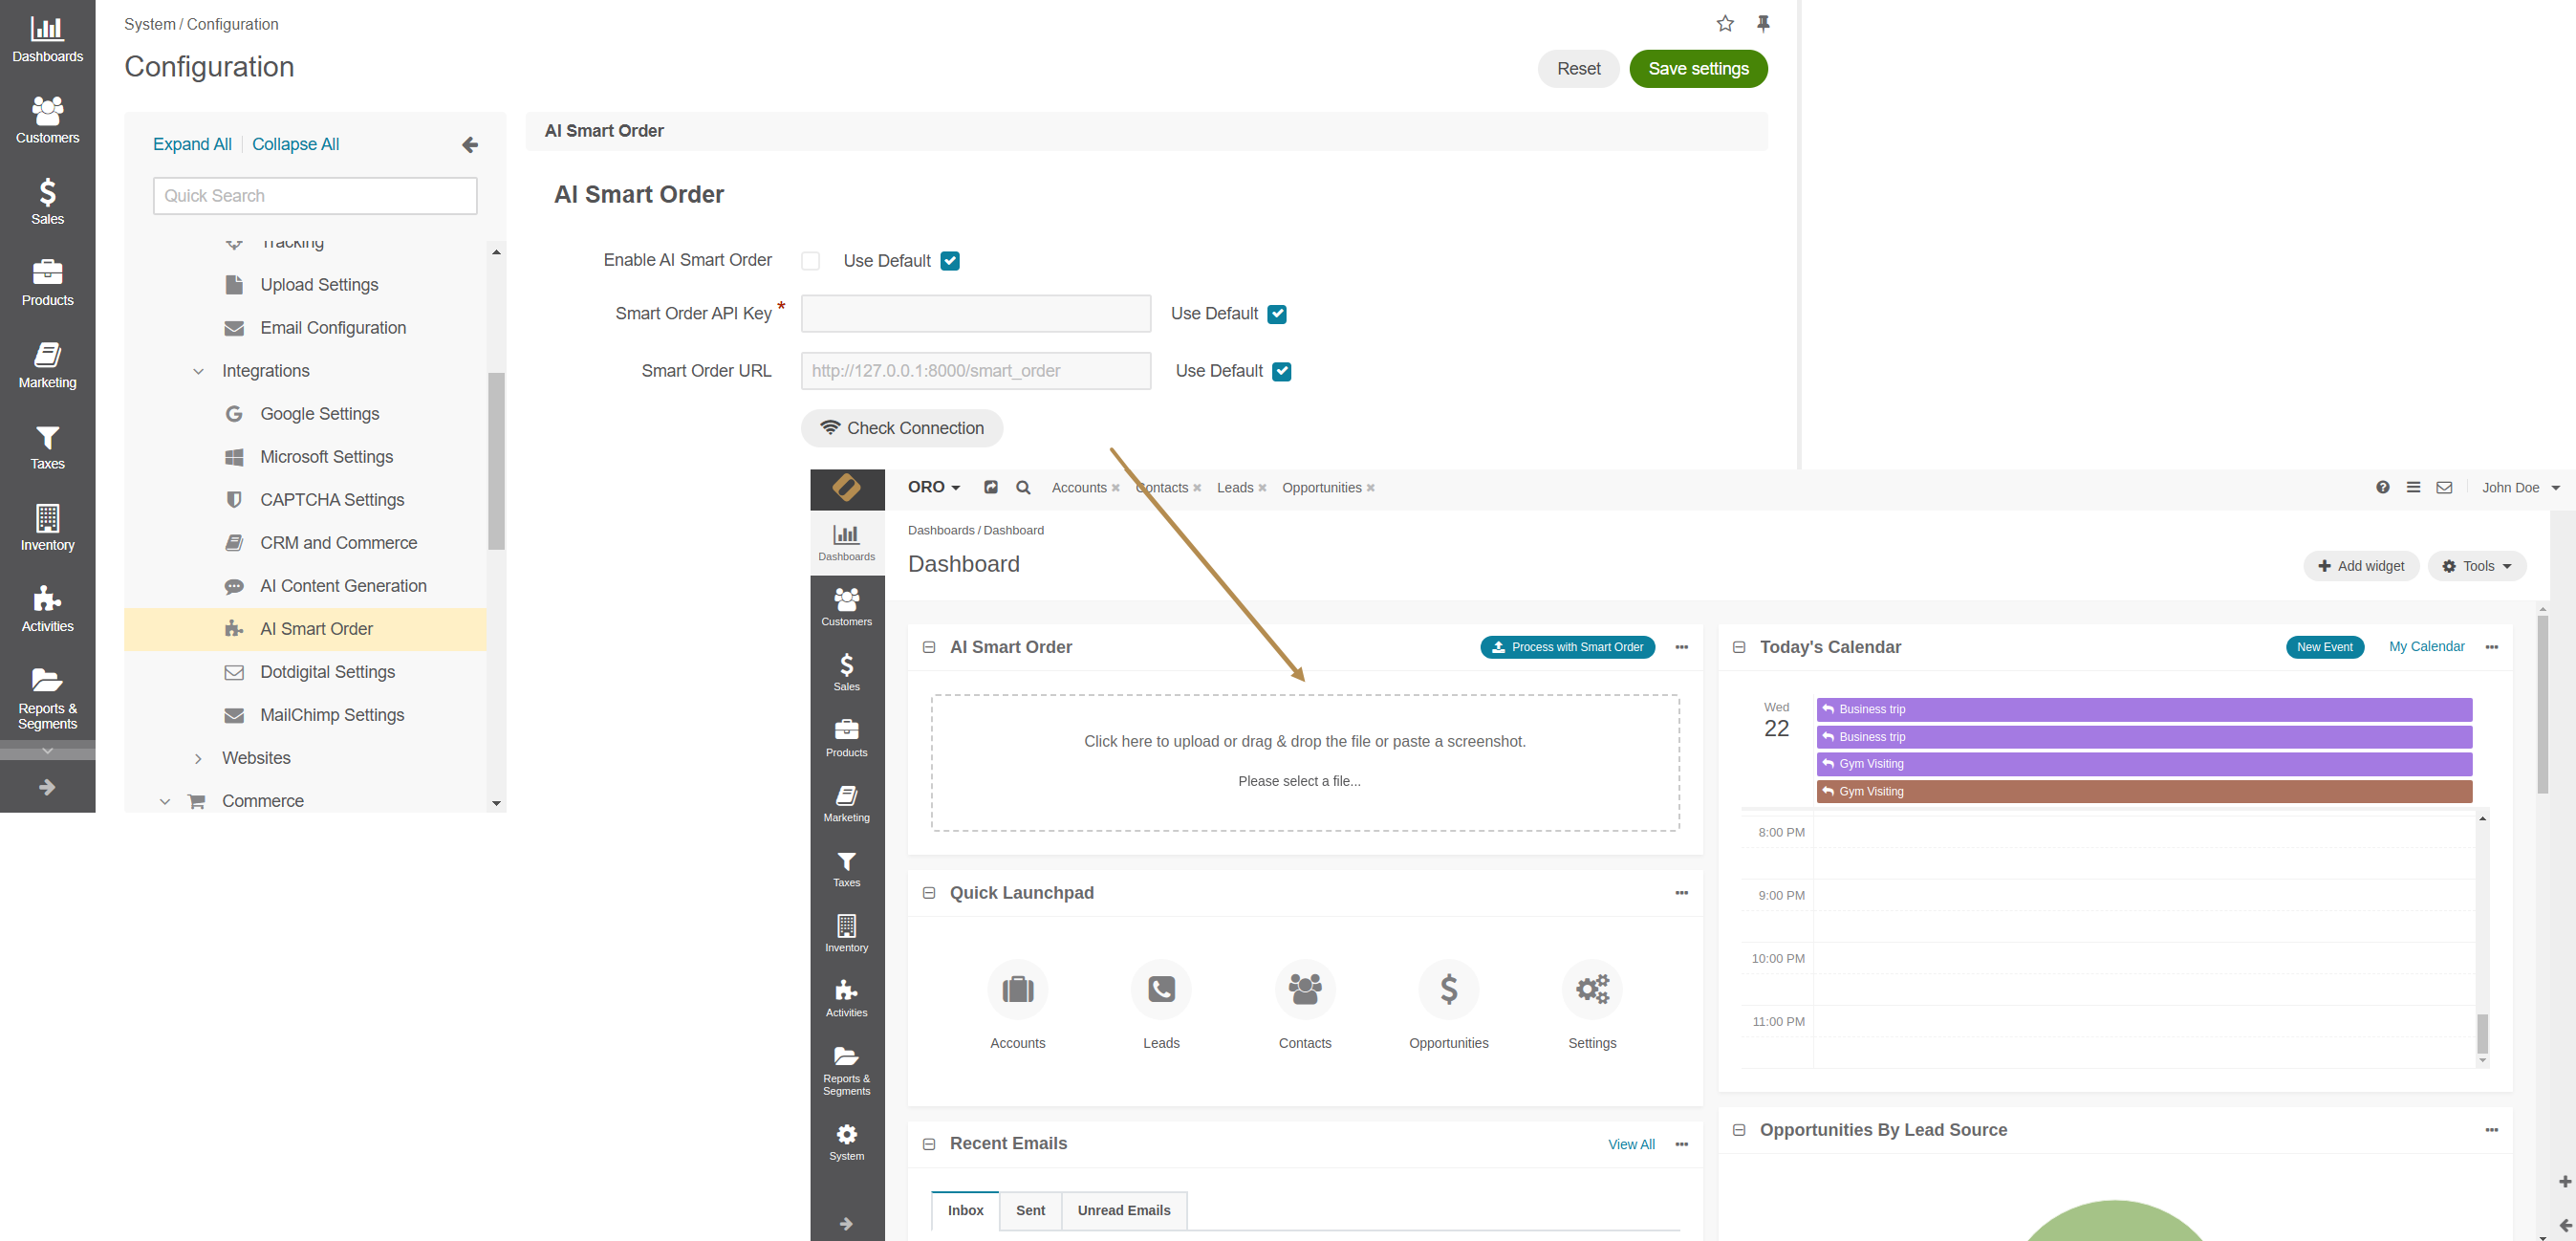 Dashboards
Customers
Sales
Products
Marketing
Taxes
Inventory
Activities
Reports &
Segments
System / Configuration
Configuration
Reset
Save settings
Expand All
Collapse All
Quick Search
Tracking
Upload Settings
Email Configuration
Integrations
Google Settings
Microsoft Settings
CAPTCHA Settings
CRM and Commerce
AI Content Generation
AI Smart Order
Dotdigital Settings
MailChimp Settings
Websites
Commerce
AI Smart Order
AI Smart Order
Enable AI Smart Order Use Default
Smart Order API Key * Use Default
Smart Order URL http://127.0.0.1:8000/smart_order Use Default
Check Connection
ORO Accounts Contacts Leads Opportunities John Doe
Dashboards
Customers
Sales
Products
Marketing
Taxes
Inventory
Activities
Reports &
Segments
System
Dashboards / Dashboard
Dashboard
Add widget
Tools
AI Smart Order
Process with Smart Order
Click here to upload or drag & drop the file or paste a screenshot.
Please select a file...
Quick Launchpad
Accounts
Leads
Contacts
Opportunities
Settings
Recent Emails
View All
Inbox
Sent
Unread Emails
Today's Calendar
New Event
My Calendar
Wed
22
Business trip
Business trip
Gym Visiting
Gym Visiting
8:00 PM
9:00 PM
10:00 PM
11:00 PM
Opportunities By Lead Source